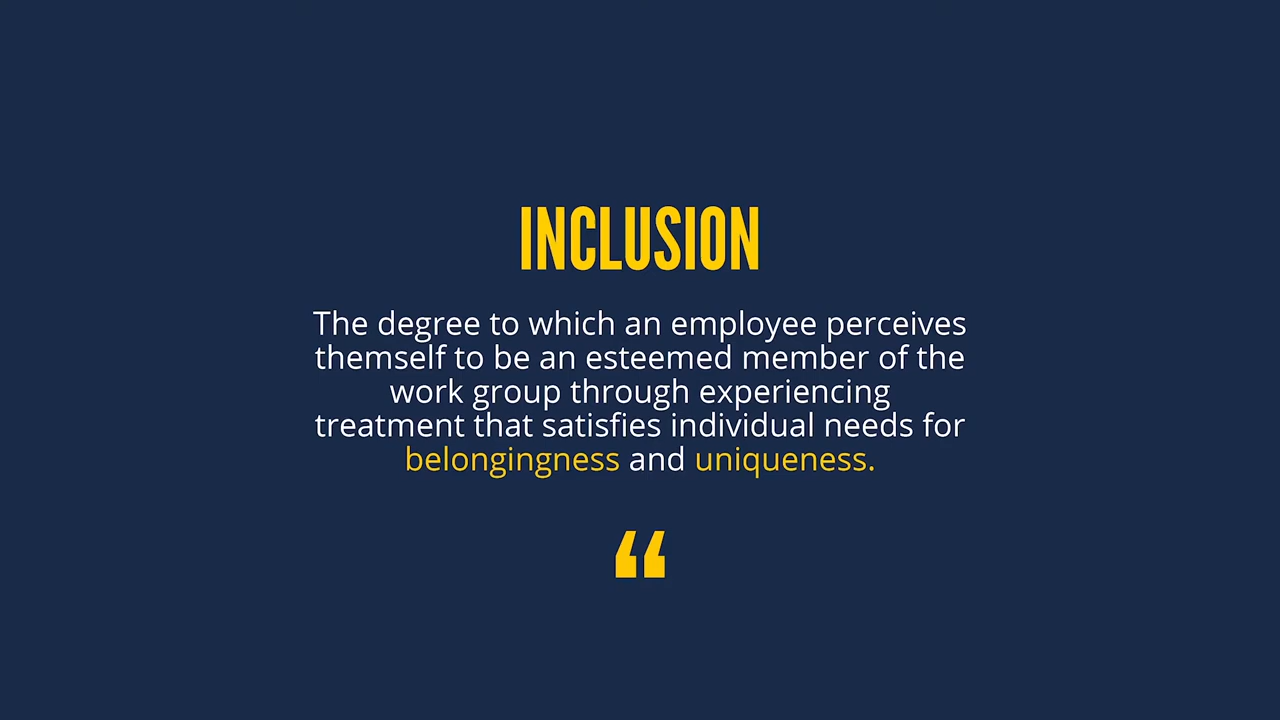 INCLUSION
The degree to which an employee perceives
themself to be an esteemed member of the
work group through experiencing
treatment that satisfies individual needs for
belongingness and uniqueness.
“